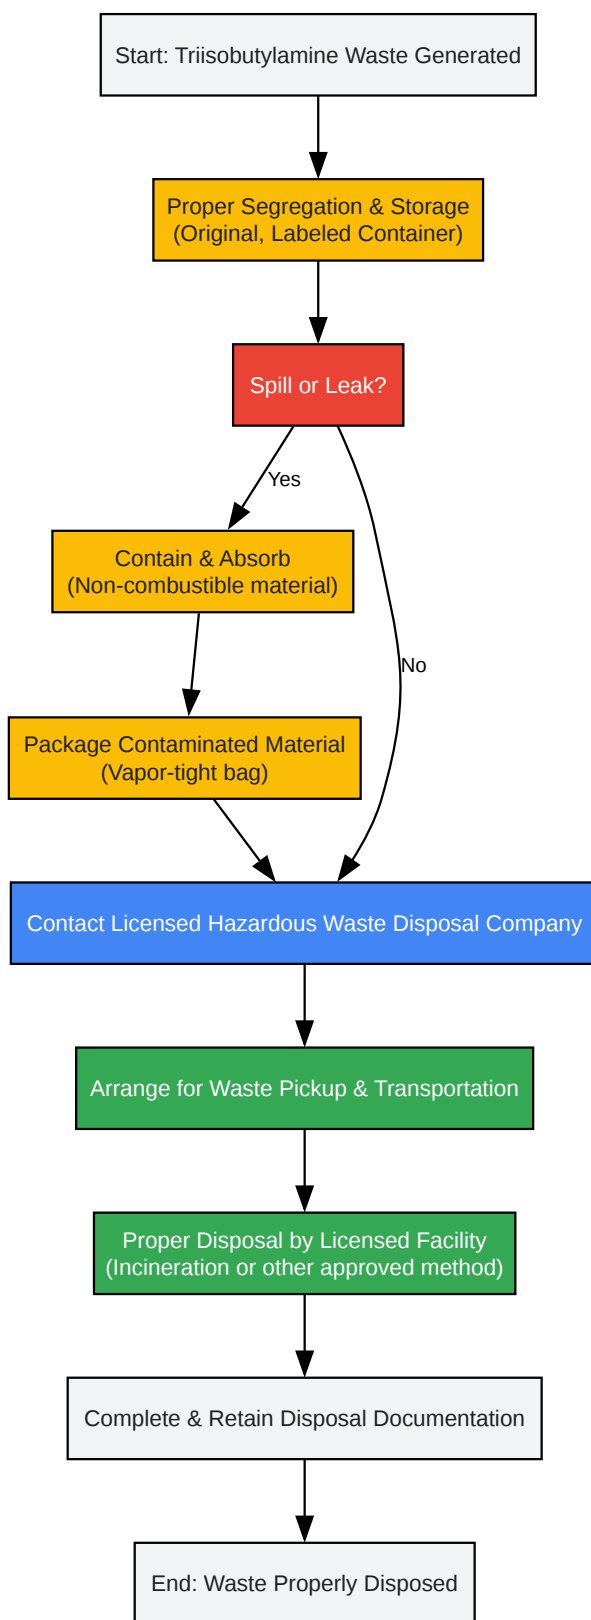 Start: Triisobutylamine Waste Generated
Proper Segregation & Storage
(Original, Labeled Container)
Spill or Leak?
Yes
Contain & Absorb
(Non-combustible material)
No
Package Contaminated Material
(Vapor-tight bag)
Contact Licensed Hazardous Waste Disposal Company
Arrange for Waste Pickup & Transportation
Proper Disposal by Licensed Facility
(Incineration or other approved method)
Complete & Retain Disposal Documentation
End: Waste Properly Disposed